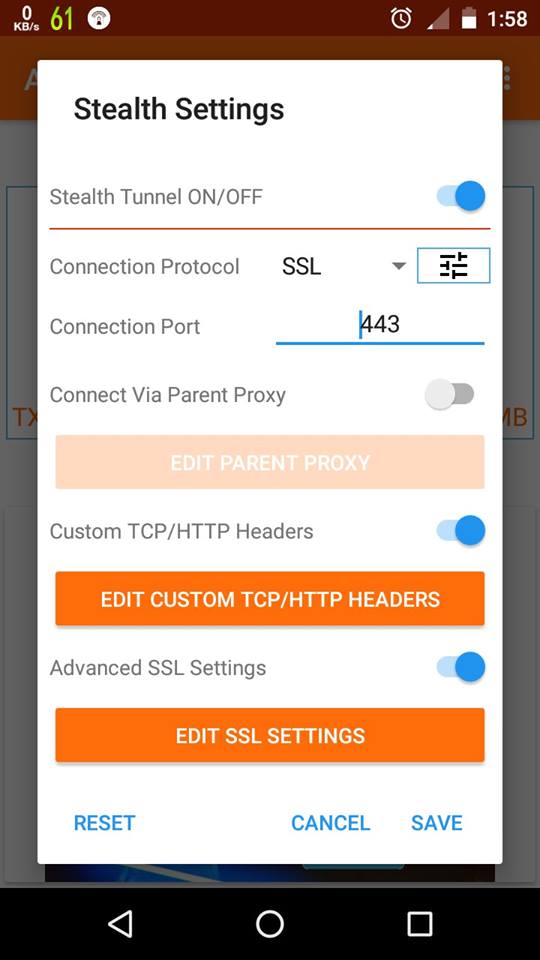 0 KB/s 61 1:58
A
Stealth Settings
Stealth Tunnel ON/OFF
Connection Protocol SSL
Connection Port 443
Connect Via Parent Proxy
TX MB
EDIT PARENT PROXY
Custom TCP/HTTP Headers
EDIT CUSTOM TCP/HTTP HEADERS
Advanced SSL Settings
EDIT SSL SETTINGS
RESET CANCEL SAVE